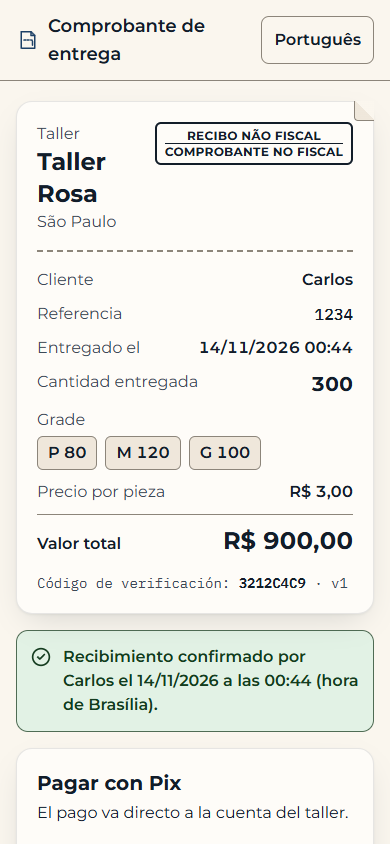 Comprobante de
entrega
Português
Taller
Taller
Rosa
São Paulo
RECIBO NÃO FISCAL
COMPROBANTE NO FISCAL
Cliente Carlos
Referencia 1234
Entregado el 14/11/2026 00:44
Cantidad entregada 300
Grade
P 80 M 120 G 100
Precio por pieza R$ 3,00
Valor total R$ 900,00
Código de verificación: 3212C4C9 · v1
Recibimiento confirmado por
Carlos el 14/11/2026 a las 00:44 (hora
de Brasília).
Pagar con Pix
El pago va directo a la cuenta del taller.